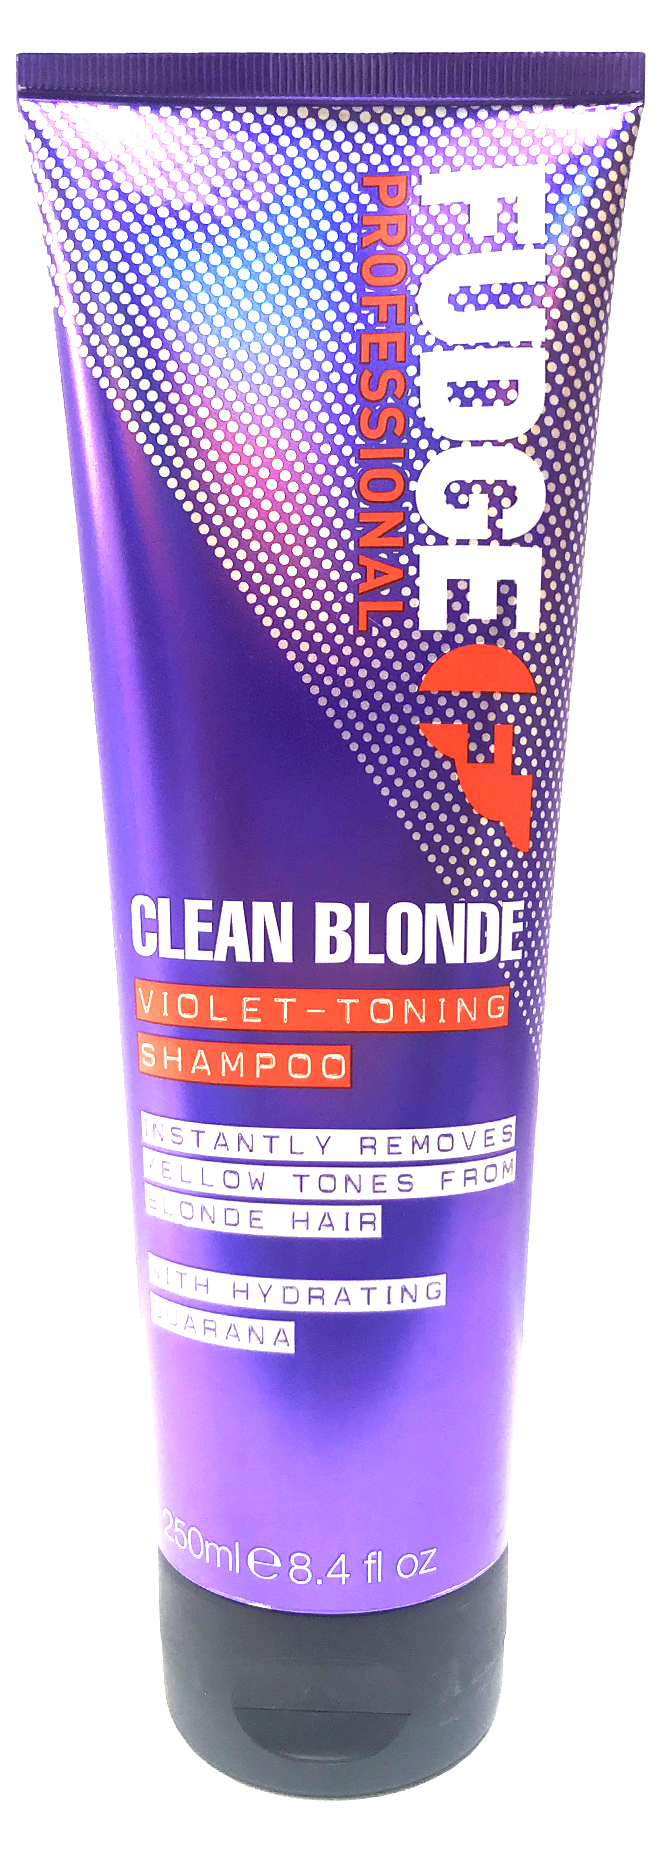 FUDGE
PROFESSIONAL
F
CLEAN BLONDE
VIOLET-TONING
SHAMPOO
INSTANTLY REMOVES
YELLOW TONES FROM
BLONDE HAIR
WITH HYDRATING
GUARANA
250ml e 8.4 fl oz